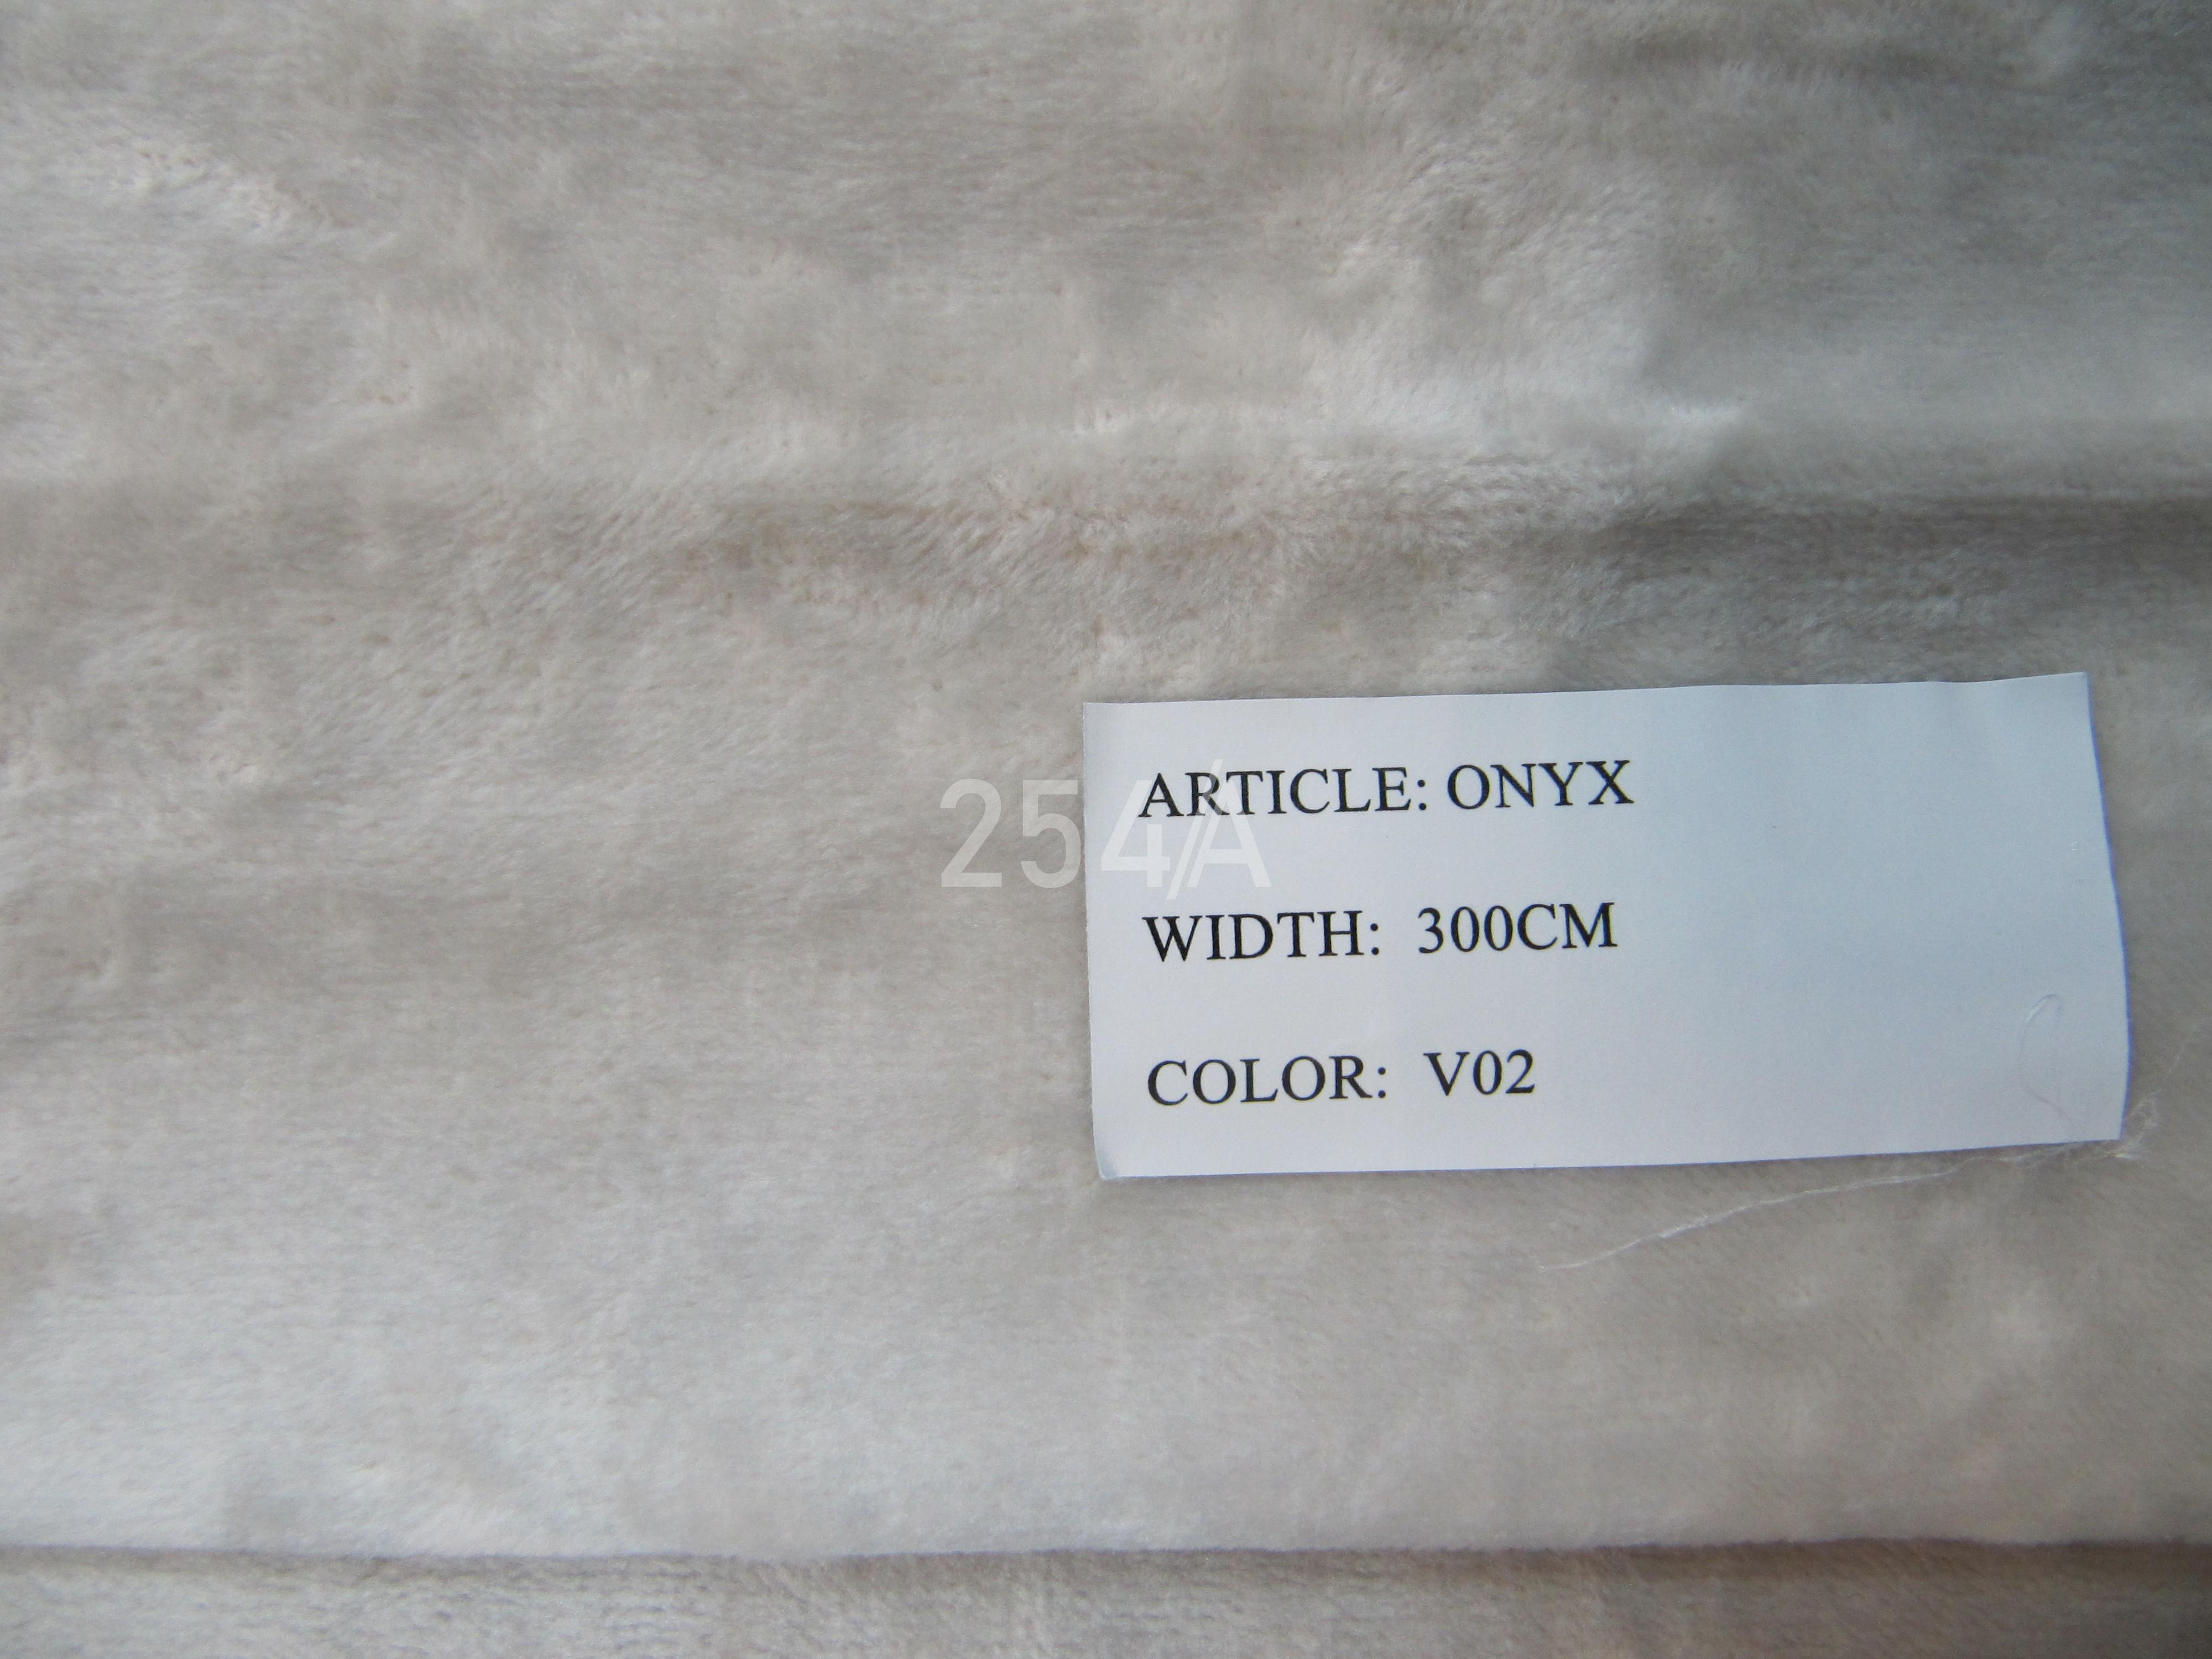 ARTICLE: ONYX
254/A
WIDTH: 300CM
COLOR: V02